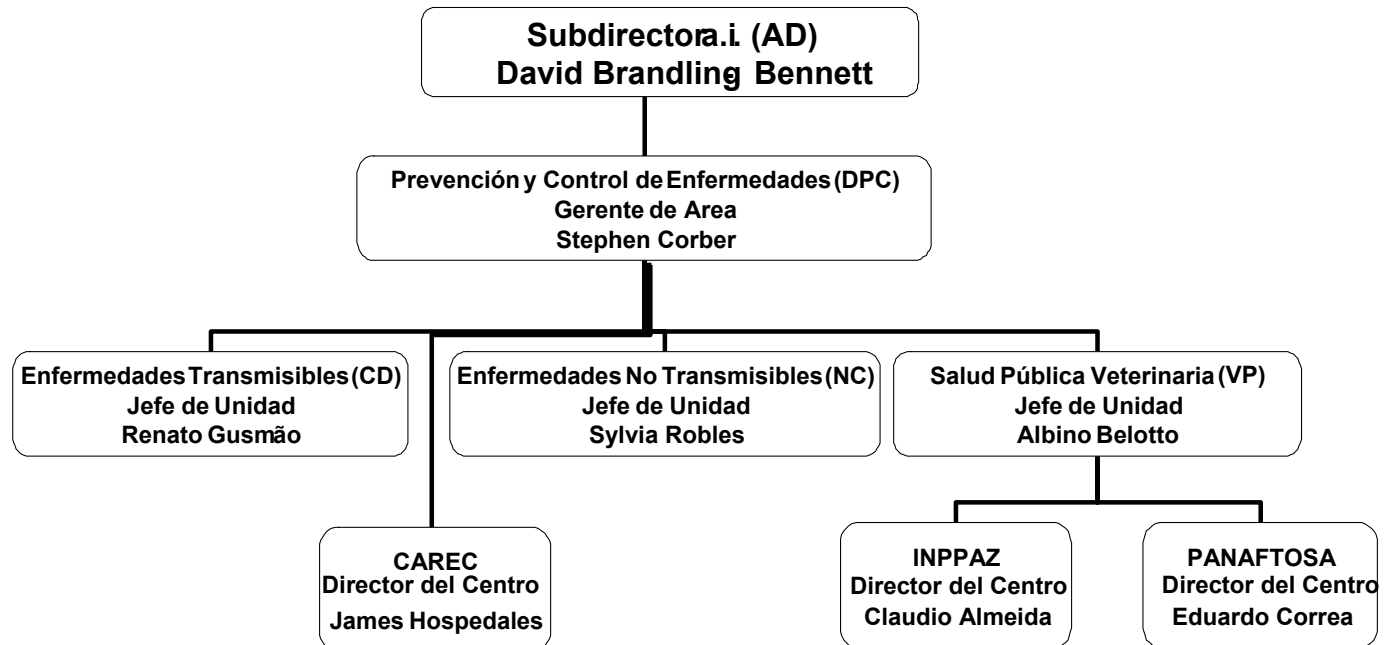 Subdirectora.i. (AD)
David Brandling Bennett
Prevención y Control de Enfermedades (DPC)
Gerente de Area
Stephen Corber
Enfermedades Transmisibles (CD)
Jefe de Unidad
Renato Gusmão
Enfermedades No Transmisibles (NC)
Jefe de Unidad
Sylvia Robles
Salud Pública Veterinaria (VP)
Jefe de Unidad
Albino Belotto
CAREC
Director del Centro
James Hospedales
INPPAZ
Director del Centro
Claudio Almeida
PANAFTOSA
Director del Centro
Eduardo Correa